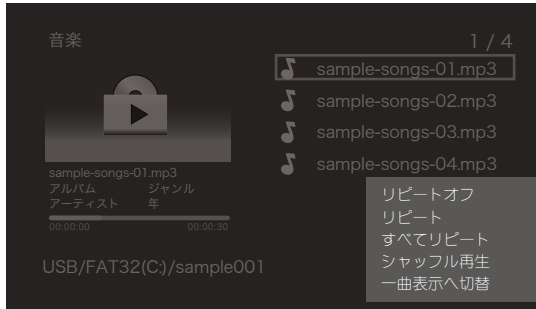 音楽
1 / 4
sample-songs-01.mp3
sample-songs-02.mp3
sample-songs-03.mp3
sample-songs-04.mp3
sample-songs-01.mp3
アルバム ジャンル
アーティスト 年
00:00:00 00:00:30
USB/FAT32(C:)/sample001
リピートオフ
リピート
すべてリピート
シャッフル再生
一曲表示へ切替